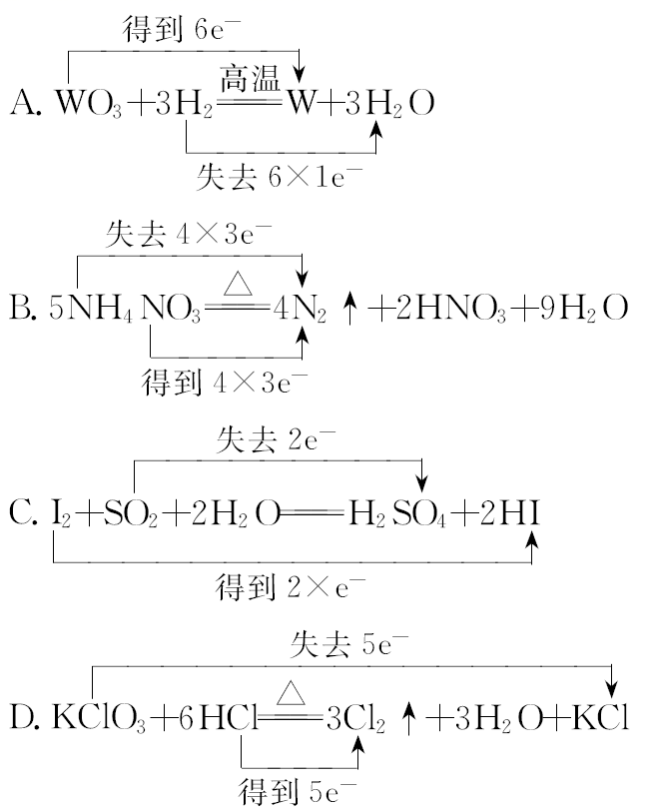 得到 6e⁻
高温
A. WO₃+3H₂══W+3H₂O
失去 6×1e⁻
失去 4×3e⁻
△
B. 5NH₄NO₃══4N₂↑+2HNO₃+9H₂O
得到 4×3e⁻
失去 2e⁻
C. I₂+SO₂+2H₂O══H₂SO₄+2HI
得到 2×e⁻
失去 5e⁻
△
D. KClO₃+6HCl══3Cl₂↑+3H₂O+KCl
得到 5e⁻